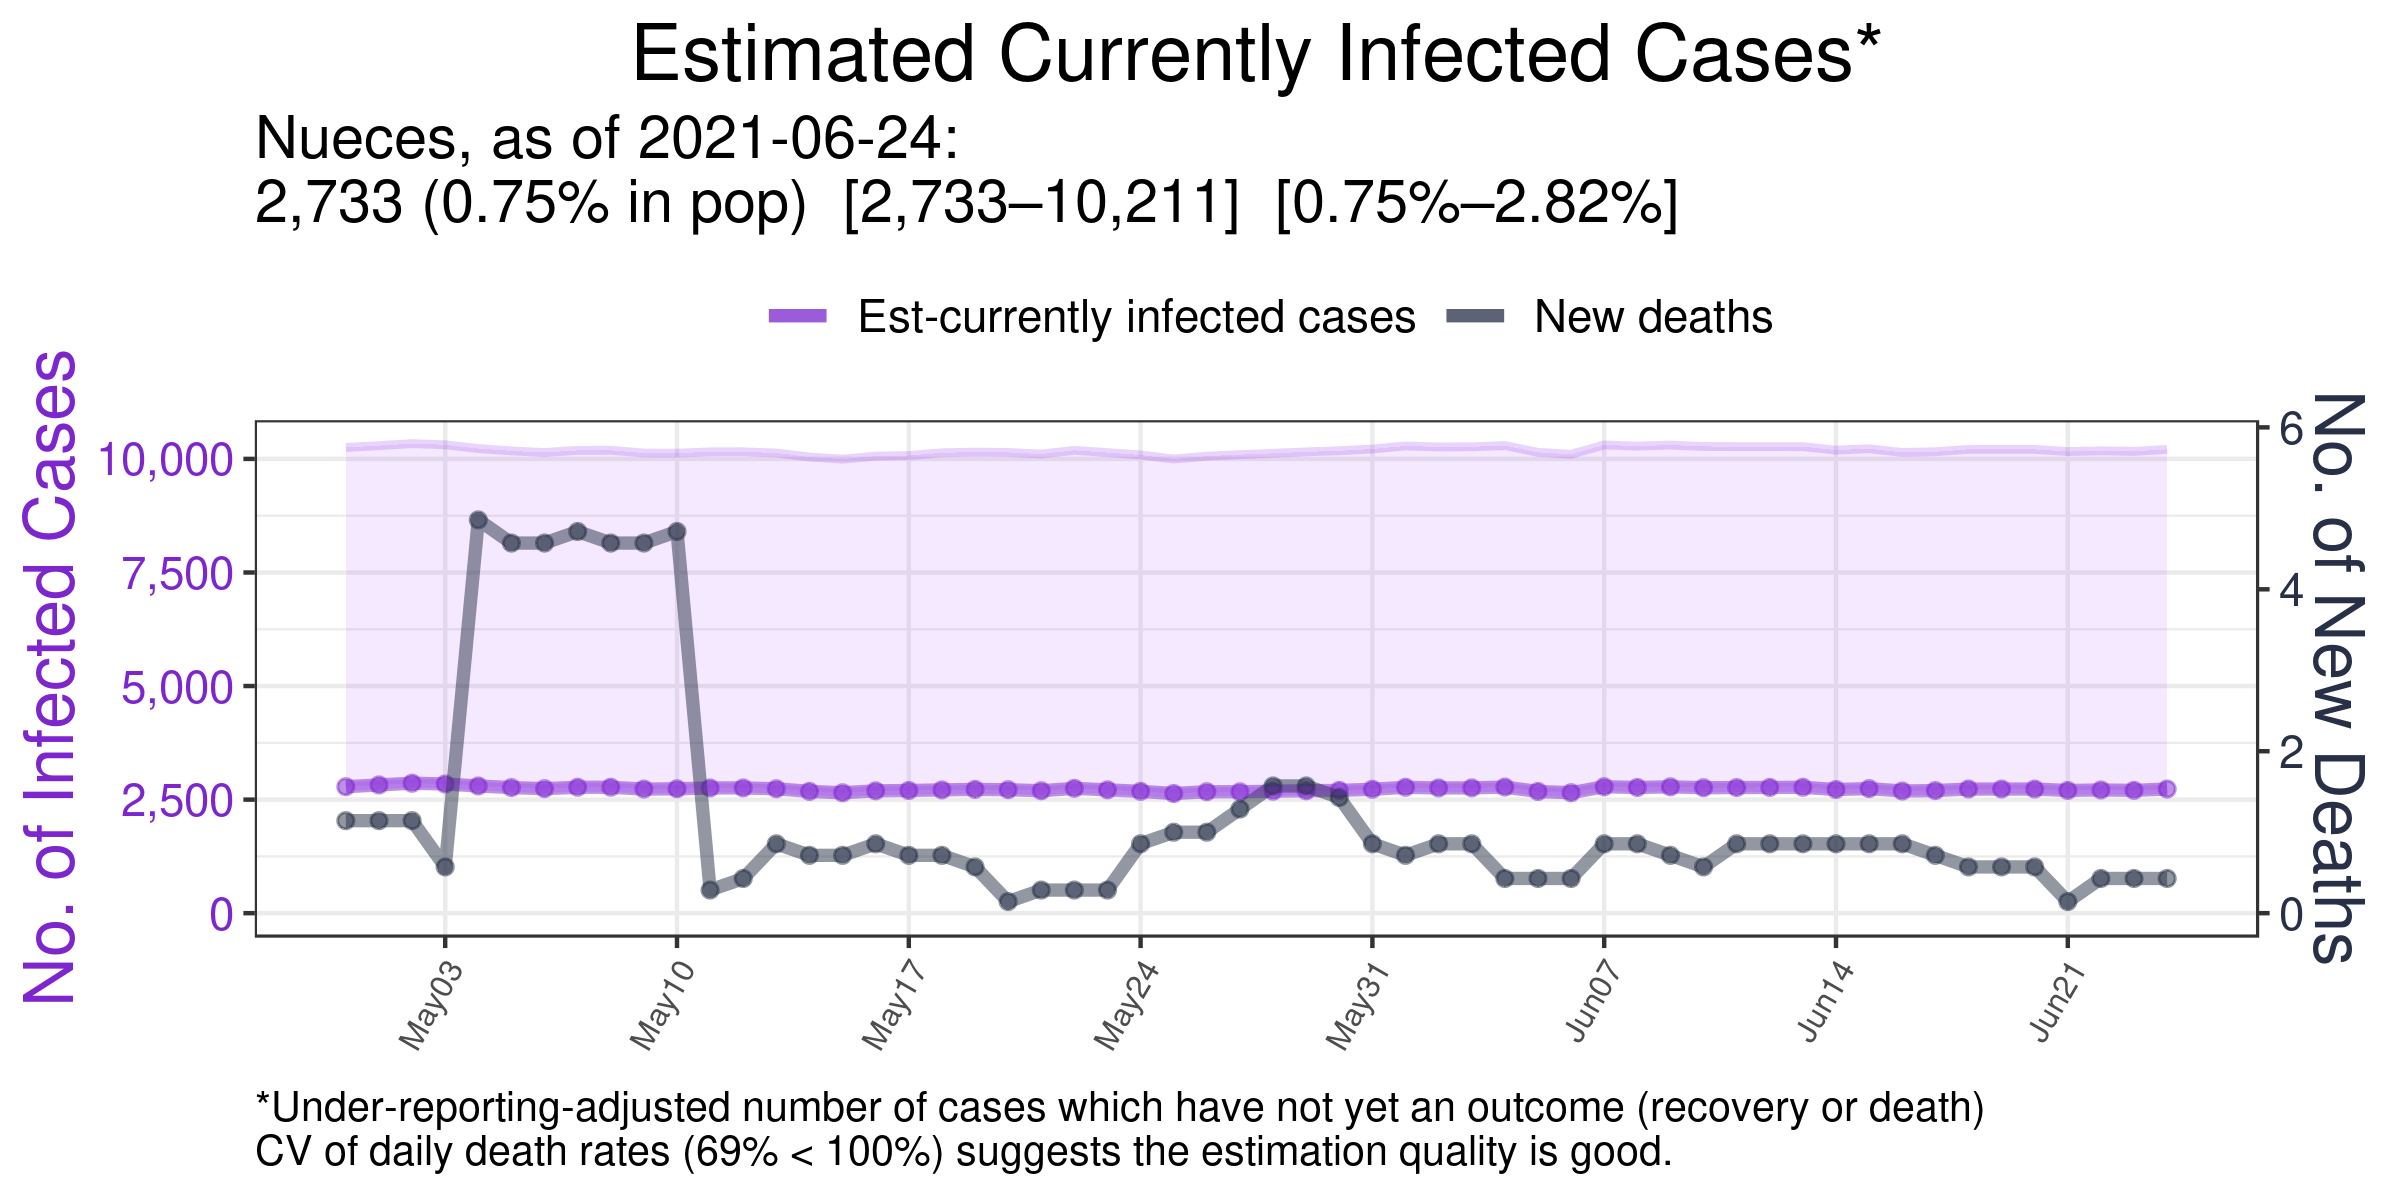 Estimated Currently Infected Cases*
Nueces, as of 2021-06-24:
2,733 (0.75% in pop)  [2,733–10,211]  [0.75%–2.82%]
Est-currently infected cases
New deaths
No. of Infected Cases
10,000
7,500
5,000
2,500
0
No. of New Deaths
6
4
2
0
May03
May10
May17
May24
May31
Jun07
Jun14
Jun21
*Under-reporting-adjusted number of cases which have not yet an outcome (recovery or death)
CV of daily death rates (69% < 100%) suggests the estimation quality is good.